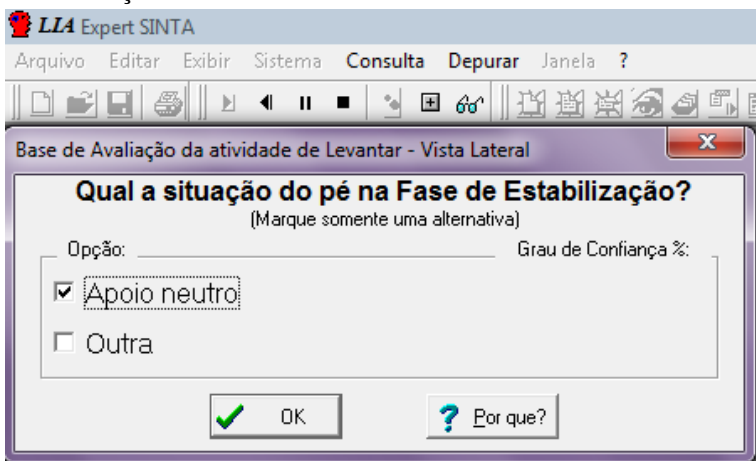 LIA Expert SINTA
Arquivo Editar Exibir Sistema Consulta Depurar Janela ?
Base de Avaliação da atividade de Levantar - Vista Lateral
Qual a situação do pé na Fase de Estabilização?
(Marque somente uma alternativa)
Opção: Grau de Confiança %:
Apoio neutro
Outra
OK Por que?